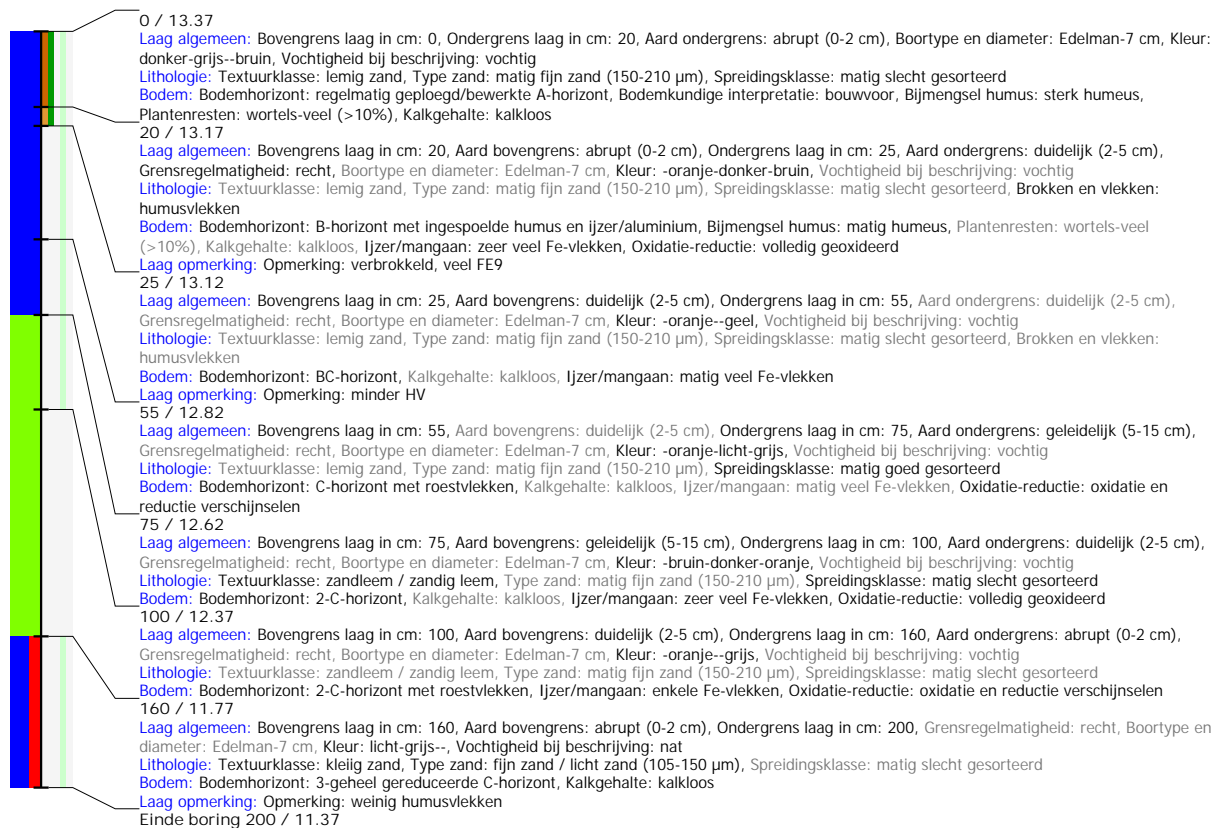 0 / 13.37
Laag algemeen: Bovengrens laag in cm: 0, Ondergrens laag in cm: 20, Aard ondergrens: abrupt (0-2 cm), Boortype en diameter: Edelman-7 cm, Kleur:
donker-grijs--bruin, Vochtigheid bij beschrijving: vochtig
Lithologie: Textuurklasse: lemig zand, Type zand: matig fijn zand (150-210 µm), Spreidingsklasse: matig slecht gesorteerd
Bodem: Bodemhorizont: regelmatig geploegd/bewerkte A-horizont, Bodemkundige interpretatie: bouwvoor, Bijmengsel humus: sterk humeus,
Plantenresten: wortels-veel (>10%), Kalkgehalte: kalkloos
20 / 13.17
Laag algemeen: Bovengrens laag in cm: 20, Aard bovengrens: abrupt (0-2 cm), Ondergrens laag in cm: 25, Aard ondergrens: duidelijk (2-5 cm),
Grensregelmatigheid: recht, Boortype en diameter: Edelman-7 cm, Kleur: -oranje-donker-bruin, Vochtigheid bij beschrijving: vochtig
Lithologie: Textuurklasse: lemig zand, Type zand: matig fijn zand (150-210 µm), Spreidingsklasse: matig slecht gesorteerd, Brokken en vlekken:
humusvlekken
Bodem: Bodemhorizont: B-horizont met ingespoelde humus en ijzer/aluminium, Bijmengsel humus: matig humeus, Plantenresten: wortels-veel
(>10%), Kalkgehalte: kalkloos, Ijzer/mangaan: zeer veel Fe-vlekken, Oxidatie-reductie: volledig geoxideerd
Laag opmerking: Opmerking: verbrokkeld, veel FE9
25 / 13.12
Laag algemeen: Bovengrens laag in cm: 25, Aard bovengrens: duidelijk (2-5 cm), Ondergrens laag in cm: 55, Aard ondergrens: duidelijk (2-5 cm),
Grensregelmatigheid: recht, Boortype en diameter: Edelman-7 cm, Kleur: -oranje--geel, Vochtigheid bij beschrijving: vochtig
Lithologie: Textuurklasse: lemig zand, Type zand: matig fijn zand (150-210 µm), Spreidingsklasse: matig slecht gesorteerd, Brokken en vlekken:
humusvlekken
Bodem: Bodemhorizont: BC-horizont, Kalkgehalte: kalkloos, Ijzer/mangaan: matig veel Fe-vlekken
Laag opmerking: Opmerking: minder HV
55 / 12.82
Laag algemeen: Bovengrens laag in cm: 55, Aard bovengrens: duidelijk (2-5 cm), Ondergrens laag in cm: 75, Aard ondergrens: geleidelijk (5-15 cm),
Grensregelmatigheid: recht, Boortype en diameter: Edelman-7 cm, Kleur: -oranje-licht-grijs, Vochtigheid bij beschrijving: vochtig
Lithologie: Textuurklasse: lemig zand, Type zand: matig fijn zand (150-210 µm), Spreidingsklasse: matig goed gesorteerd
Bodem: Bodemhorizont: C-horizont met roestvlekken, Kalkgehalte: kalkloos, Ijzer/mangaan: matig veel Fe-vlekken, Oxidatie-reductie: oxidatie en
reductie verschijnselen
75 / 12.62
Laag algemeen: Bovengrens laag in cm: 75, Aard bovengrens: geleidelijk (5-15 cm), Ondergrens laag in cm: 100, Aard ondergrens: duidelijk (2-5 cm),
Grensregelmatigheid: recht, Boortype en diameter: Edelman-7 cm, Kleur: -bruin-donker-oranje, Vochtigheid bij beschrijving: vochtig
Lithologie: Textuurklasse: zandleem / zandig leem, Type zand: matig fijn zand (150-210 µm), Spreidingsklasse: matig slecht gesorteerd
Bodem: Bodemhorizont: 2-C-horizont, Kalkgehalte: kalkloos, Ijzer/mangaan: zeer veel Fe-vlekken, Oxidatie-reductie: volledig geoxideerd
100 / 12.37
Laag algemeen: Bovengrens laag in cm: 100, Aard bovengrens: duidelijk (2-5 cm), Ondergrens laag in cm: 160, Aard ondergrens: abrupt (0-2 cm),
Grensregelmatigheid: recht, Boortype en diameter: Edelman-7 cm, Kleur: -oranje--grijs, Vochtigheid bij beschrijving: vochtig
Lithologie: Textuurklasse: zandleem / zandig leem, Type zand: matig fijn zand (150-210 µm), Spreidingsklasse: matig slecht gesorteerd
Bodem: Bodemhorizont: 2-C-horizont met roestvlekken, Ijzer/mangaan: enkele Fe-vlekken, Oxidatie-reductie: oxidatie en reductie verschijnselen
160 / 11.77
Laag algemeen: Bovengrens laag in cm: 160, Aard bovengrens: abrupt (0-2 cm), Ondergrens laag in cm: 200, Grensregelmatigheid: recht, Boortype en
diameter: Edelman-7 cm, Kleur: licht-grijs--, Vochtigheid bij beschrijving: nat
Lithologie: Textuurklasse: kleiig zand, Type zand: fijn zand / licht zand (105-150 µm), Spreidingsklasse: matig slecht gesorteerd
Bodem: Bodemhorizont: 3-geheel gereduceerde C-horizont, Kalkgehalte: kalkloos
Laag opmerking: Opmerking: weinig humusvlekken
Einde boring 200 / 11.37